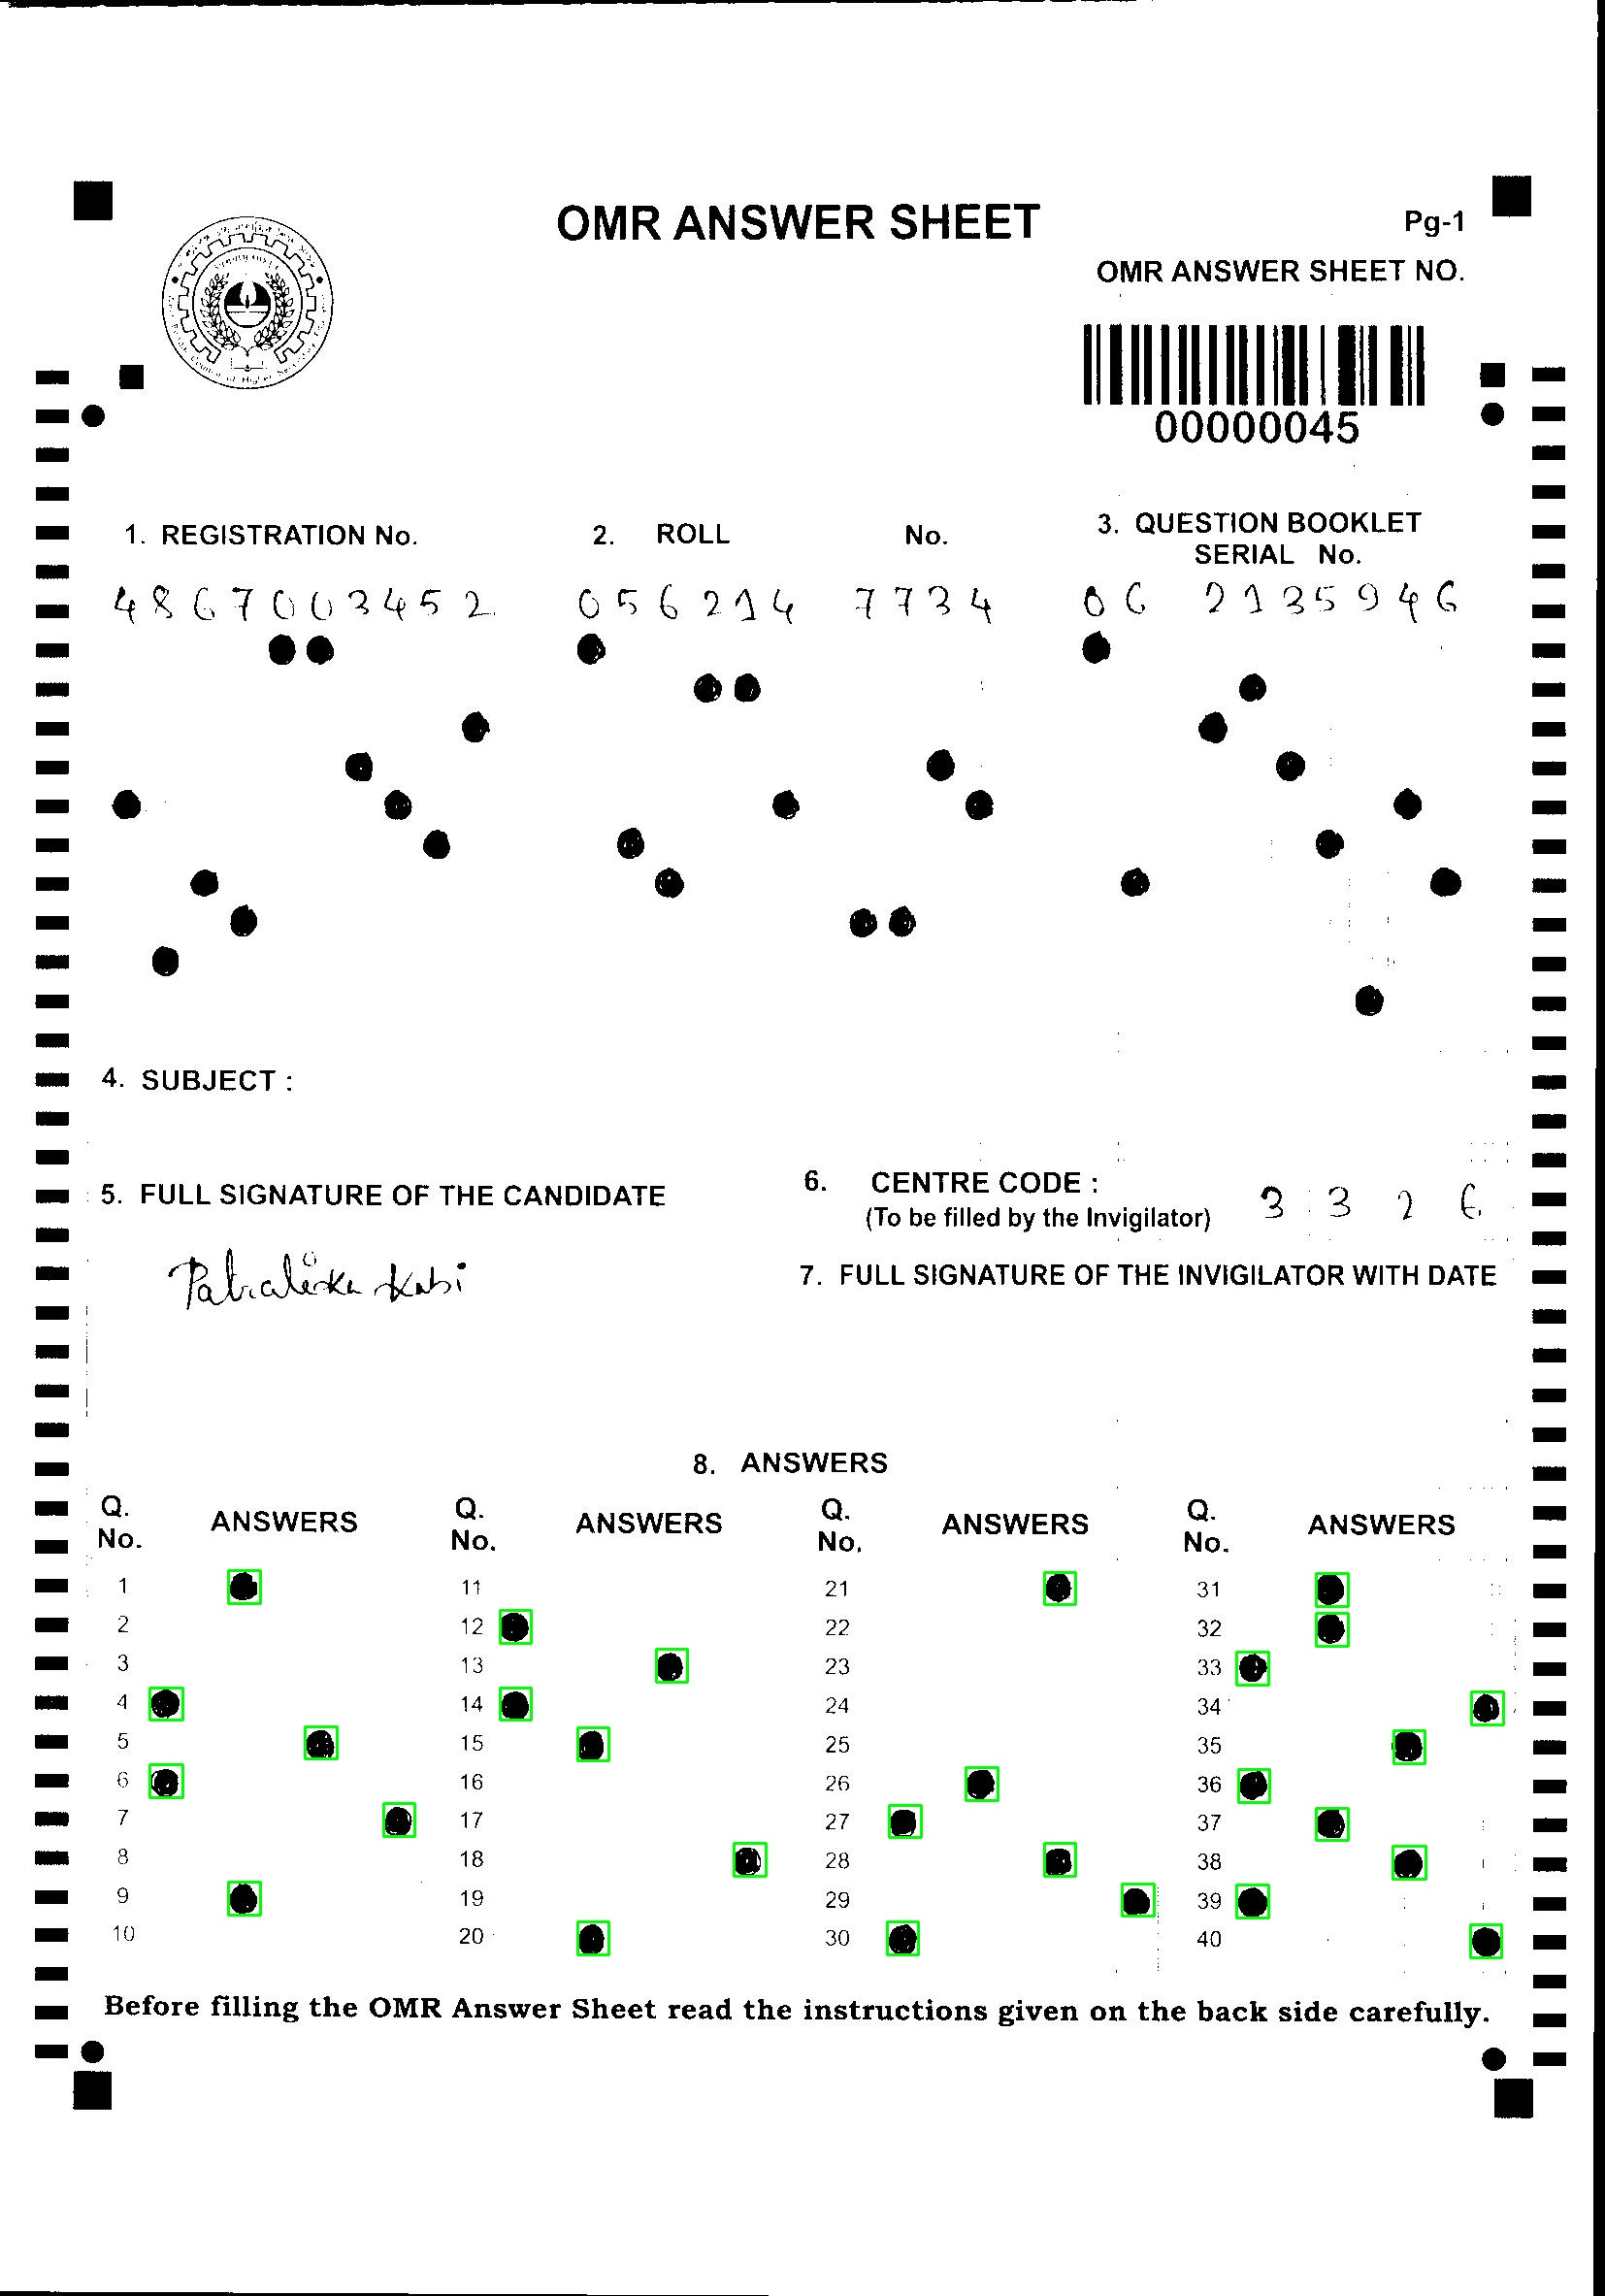 OMR ANSWER SHEET
Pg-1
OMR ANSWER SHEET NO.
00000045
1. REGISTRATION No.
2. ROLL No.
3. QUESTION BOOKLET
SERIAL No.
4867003452
056214 7734
06 2135946
4. SUBJECT :
5. FULL SIGNATURE OF THE CANDIDATE
6. CENTRE CODE :
(To be filled by the Invigilator)
3 3 2 6
7. FULL SIGNATURE OF THE INVIGILATOR WITH DATE
8. ANSWERS
Q. No. ANSWERS Q. No. ANSWERS Q. No. ANSWERS Q. No. ANSWERS
1 11 21 31
2 12 22 32
3 13 23 33
4 14 24 34
5 15 25 35
6 16 26 36
7 17 27 37
8 18 28 38
9 19 29 39
10 20 30 40
Before filling the OMR Answer Sheet read the instructions given on the back side carefully.